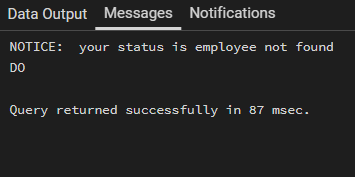 Data Output Messages Notifications
NOTICE:  your status is employee not found
DO
Query returned successfully in 87 msec.